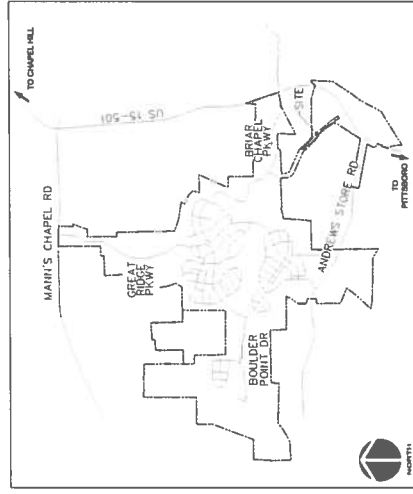 TO CHAPEL HILL
MANN'S CHAPEL RD
US 15-501
GREAT
RIDGE
PKWY
BRIAR
CHAPEL
PKWY
SITE
BOULDER
POINT DR
ANDREWS STORE RD
TO
PITTSBORO
NORTH